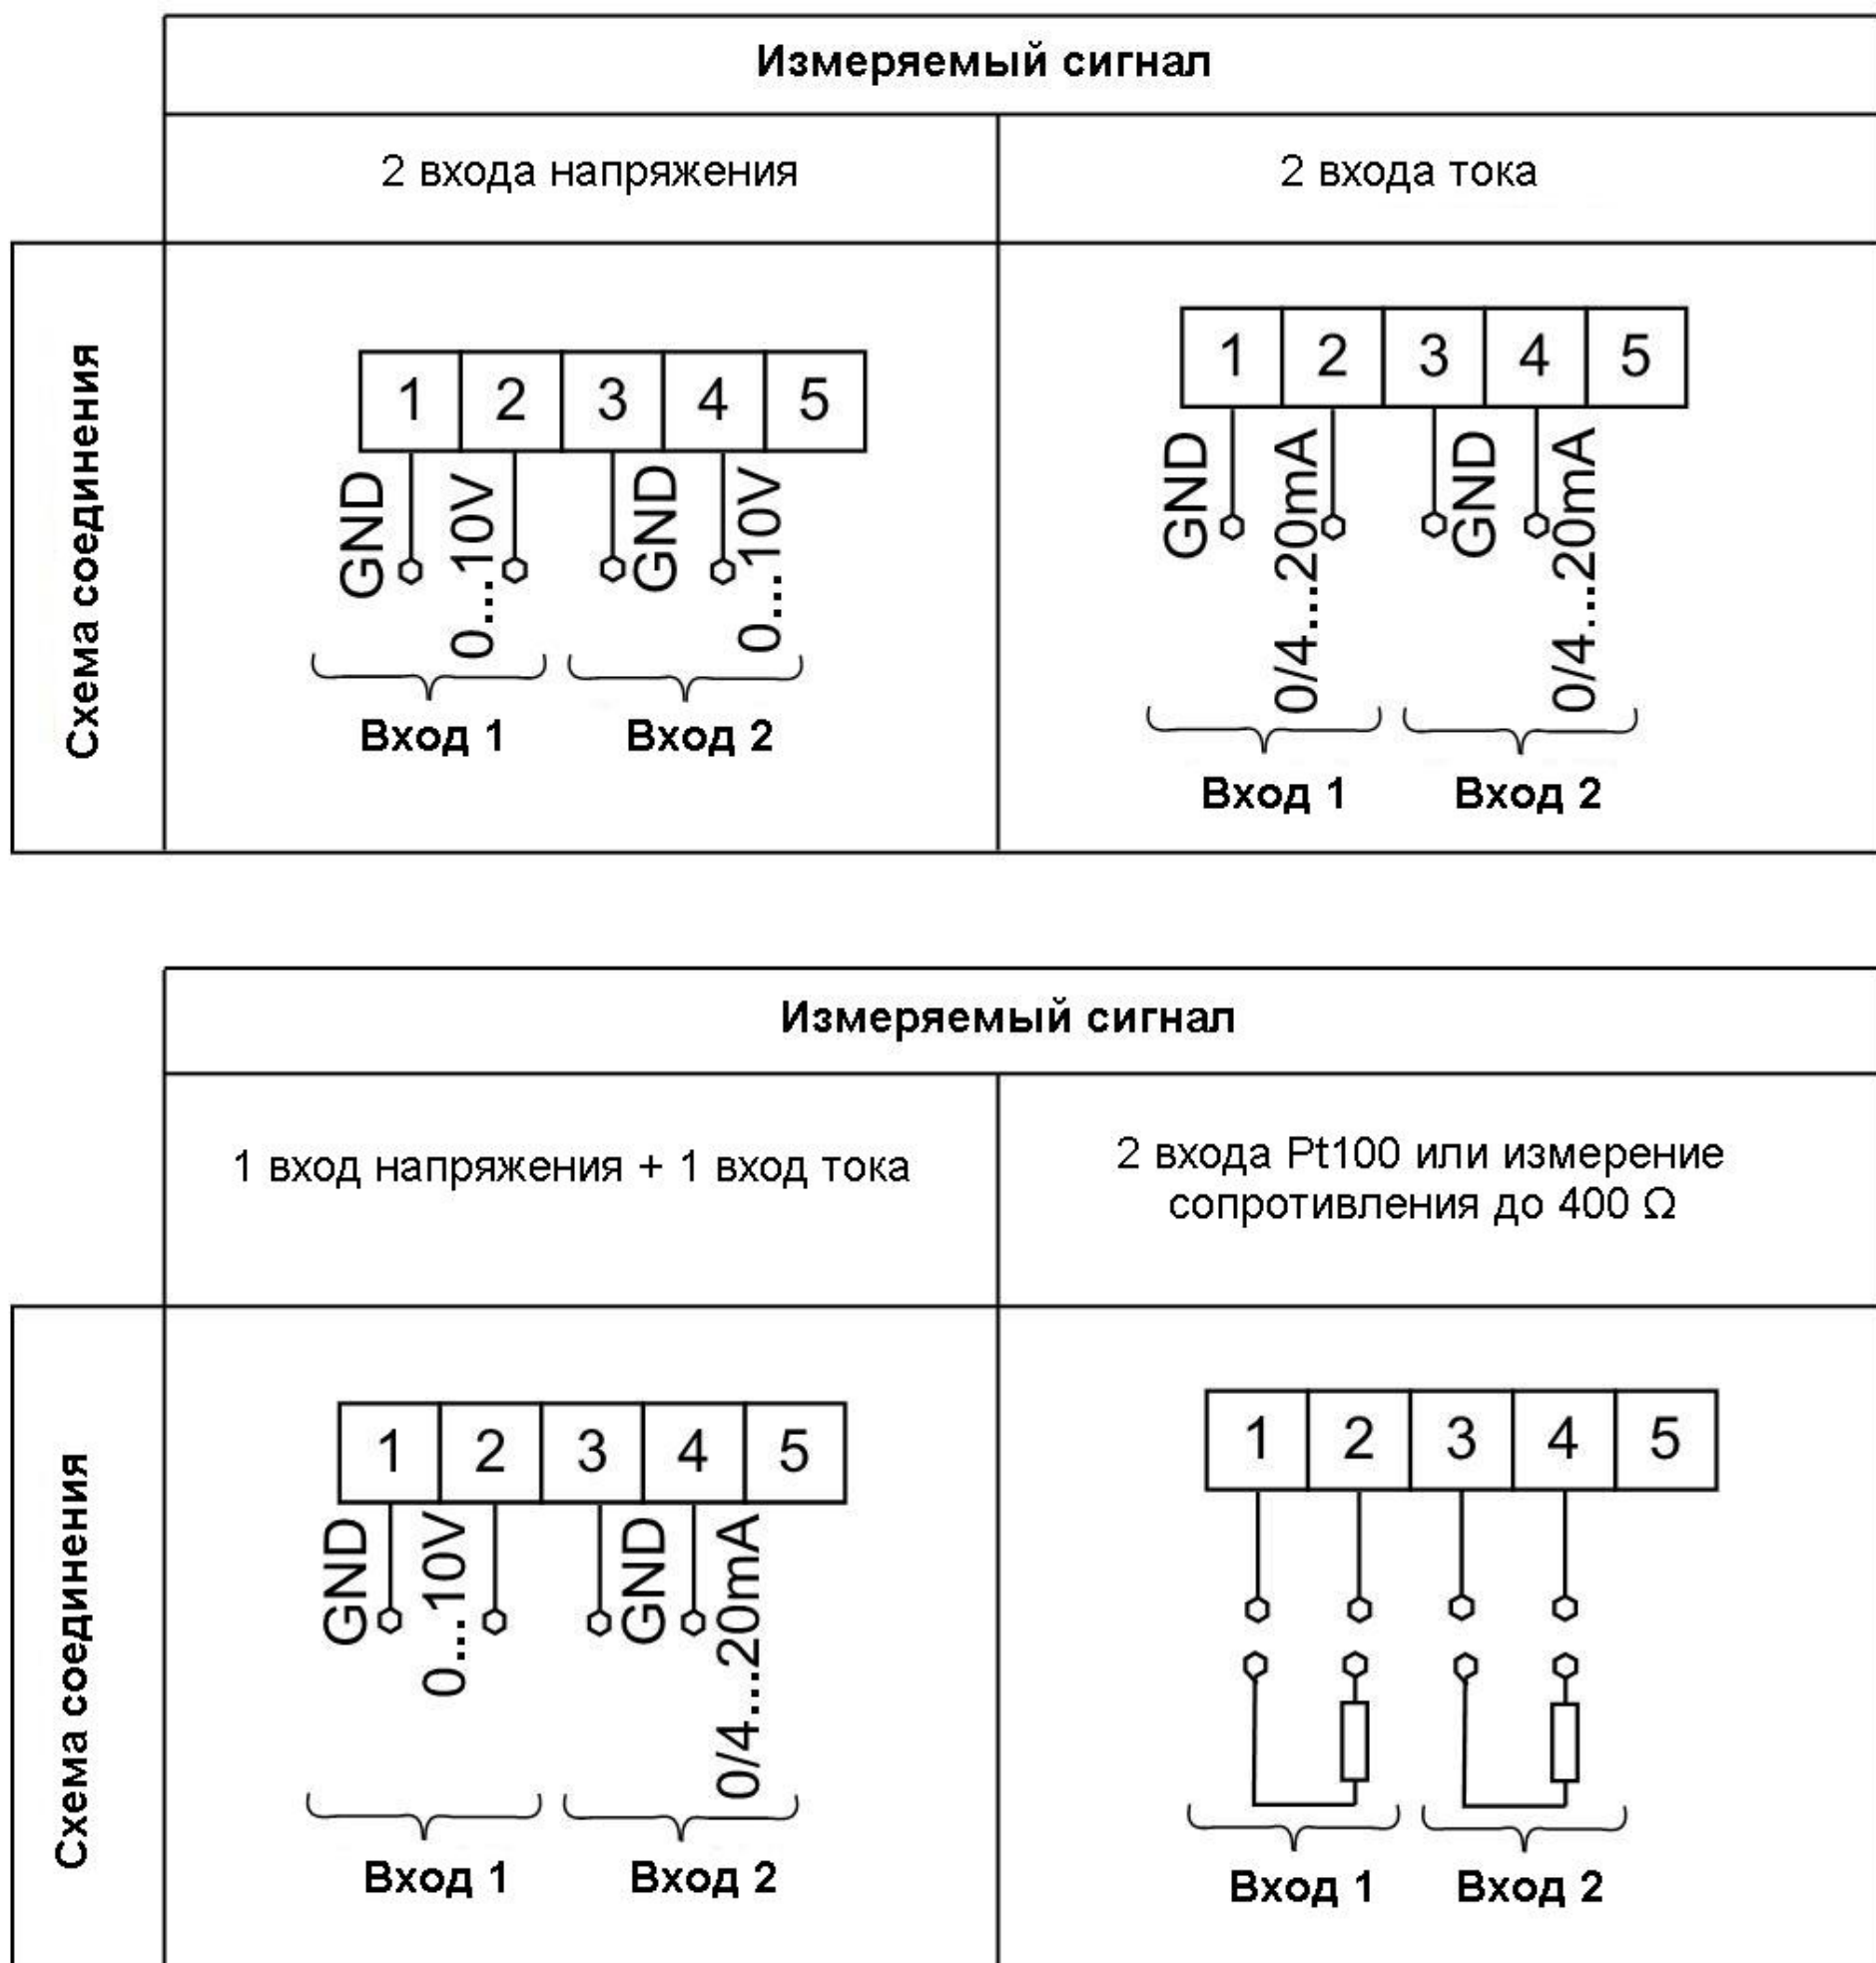 Измеряемый сигнал
2 входа напряжения
2 входа тока
Схема соединения
1 2 3 4 5
GND
0...10V
GND
0...10V
Вход 1
Вход 2
1 2 3 4 5
GND
0/4...20mA
GND
0/4...20mA
Вход 1
Вход 2
Измеряемый сигнал
1 вход напряжения + 1 вход тока
2 входа Pt100 или измерение
сопротивления до 400 Ω
Схема соединения
1 2 3 4 5
GND
0...10V
GND
0/4...20mA
Вход 1
Вход 2
1 2 3 4 5
Вход 1
Вход 2